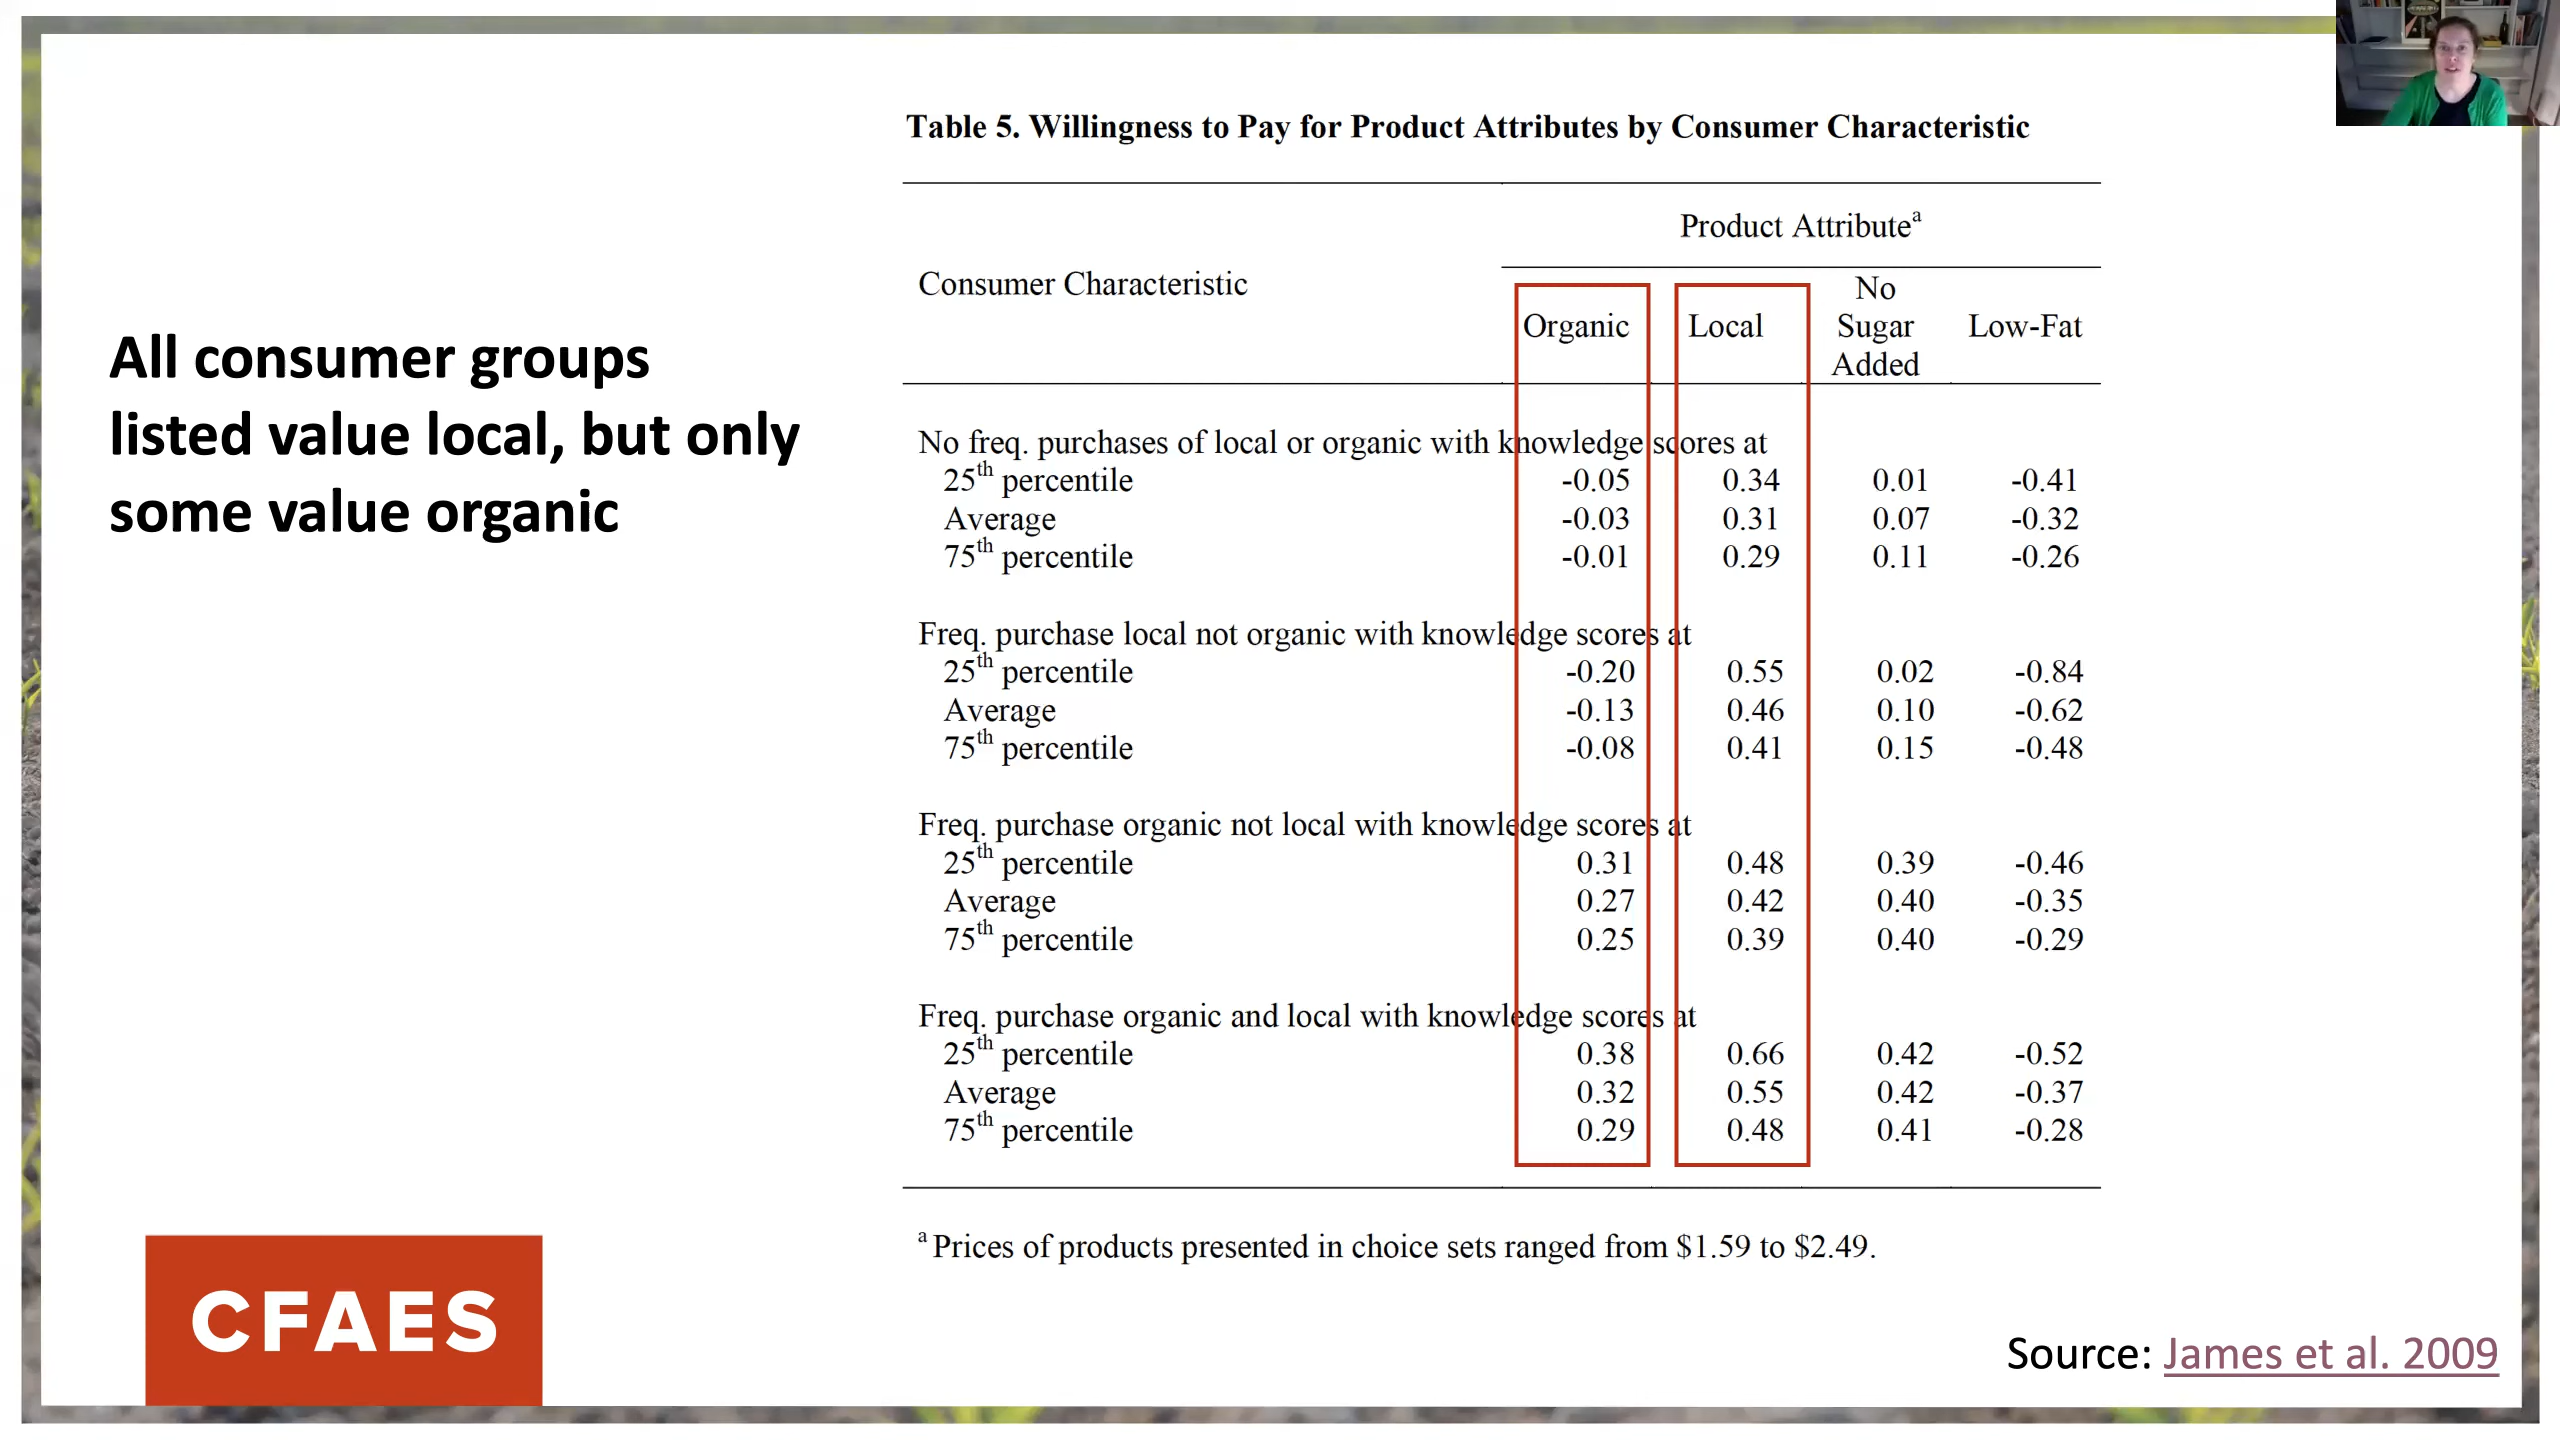 Table 5. Willingness to Pay for Product Attributes by Consumer Characteristic
Product Attributeᵃ
Consumer Characteristic
Organic Local No Sugar Added Low-Fat
All consumer groups
listed value local, but only
some value organic
No freq. purchases of local or organic with knowledge scores at
25th percentile -0.05 0.34 0.01 -0.41
Average -0.03 0.31 0.07 -0.32
75th percentile -0.01 0.29 0.11 -0.26
Freq. purchase local not organic with knowledge scores at
25th percentile -0.20 0.55 0.02 -0.84
Average -0.13 0.46 0.10 -0.62
75th percentile -0.08 0.41 0.15 -0.48
Freq. purchase organic not local with knowledge scores at
25th percentile 0.31 0.48 0.39 -0.46
Average 0.27 0.42 0.40 -0.35
75th percentile 0.25 0.39 0.40 -0.29
Freq. purchase organic and local with knowledge scores at
25th percentile 0.38 0.66 0.42 -0.52
Average 0.32 0.55 0.42 -0.37
75th percentile 0.29 0.48 0.41 -0.28
ᵃ Prices of products presented in choice sets ranged from $1.59 to $2.49.
CFAES
Source: James et al. 2009